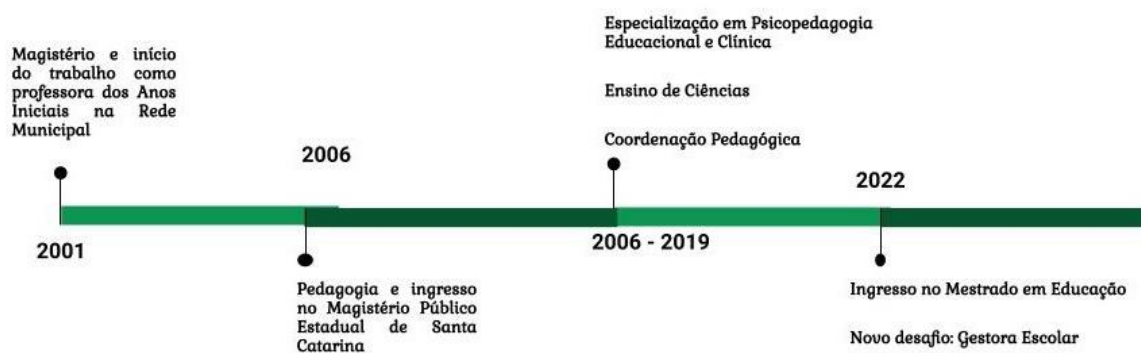 Magistério e início
do trabalho como
professora dos Anos
Iniciais na Rede
Municipal
2001
2006
Pedagogia e ingresso
no Magistério Público
Estadual de Santa
Catarina
Especialização em Psicopedagogia
Educacional e Clínica
Ensino de Ciências
Coordenação Pedagógica
2006 - 2019
2022
Ingresso no Mestrado em Educação
Novo desafio: Gestora Escolar